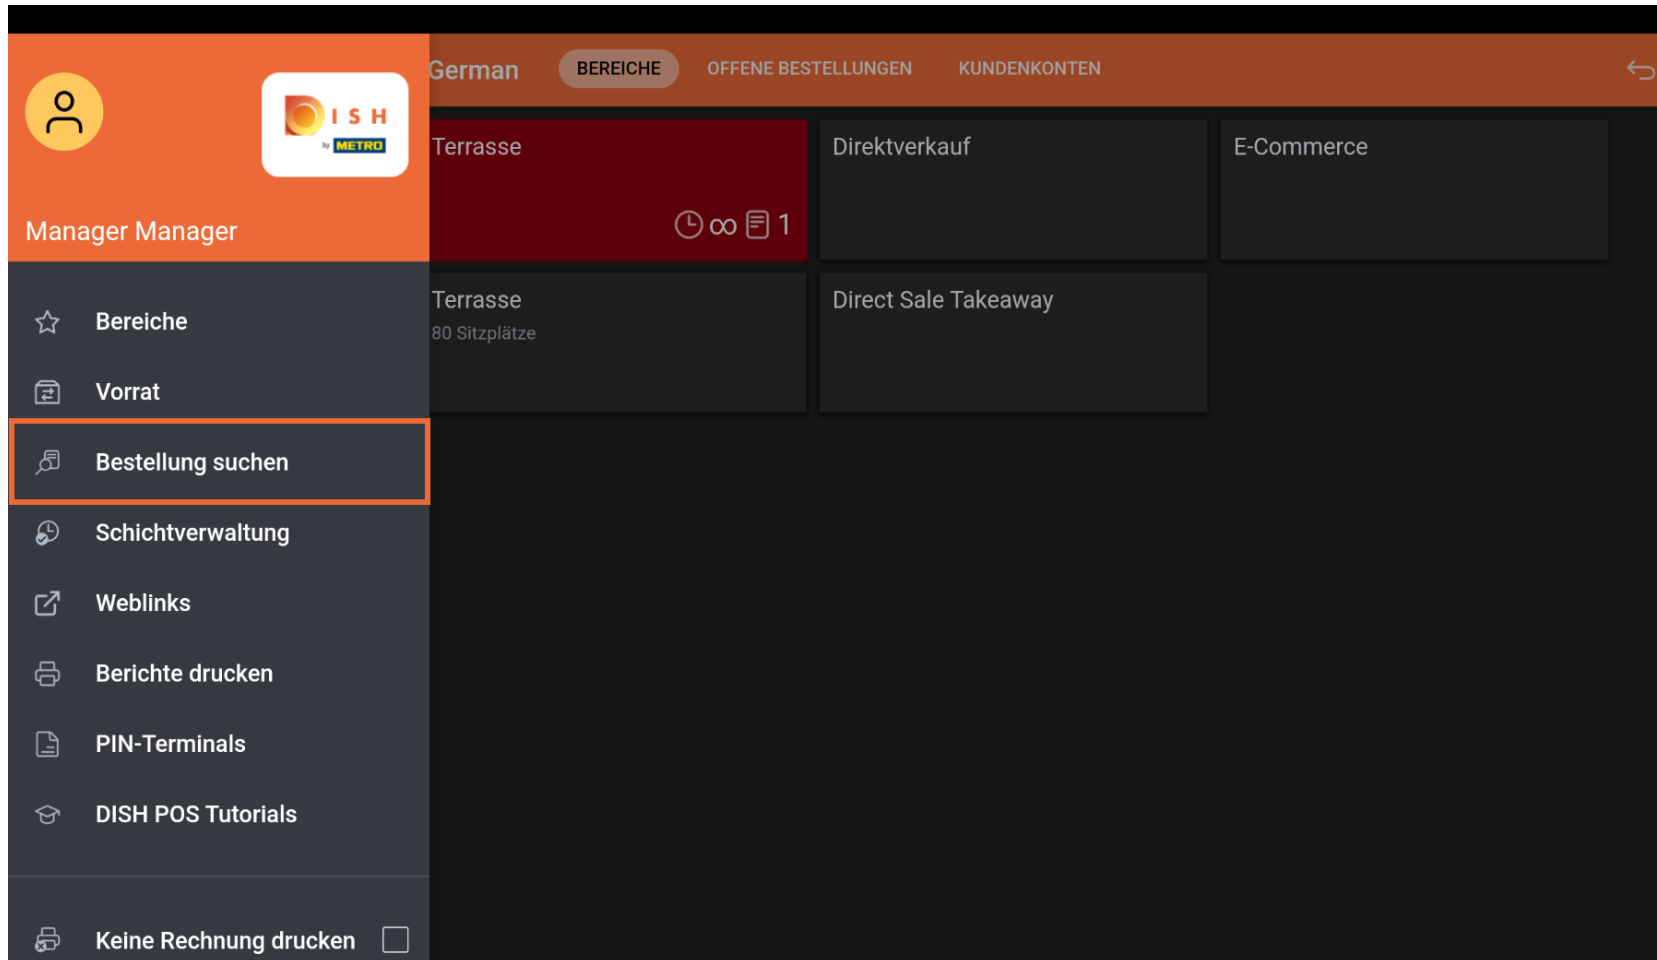 German BEREICHE OFFENE BESTELLUNGEN KUNDENKONTEN
ISH
by METRO
Manager Manager
Bereiche
Vorrat
Bestellung suchen
Schichtverwaltung
Weblinks
Berichte drucken
PIN-Terminals
DISH POS Tutorials
Keine Rechnung drucken
Terrasse
∞ 1
Direktverkauf
E-Commerce
Terrasse
80 Sitzplätze
Direct Sale Takeaway